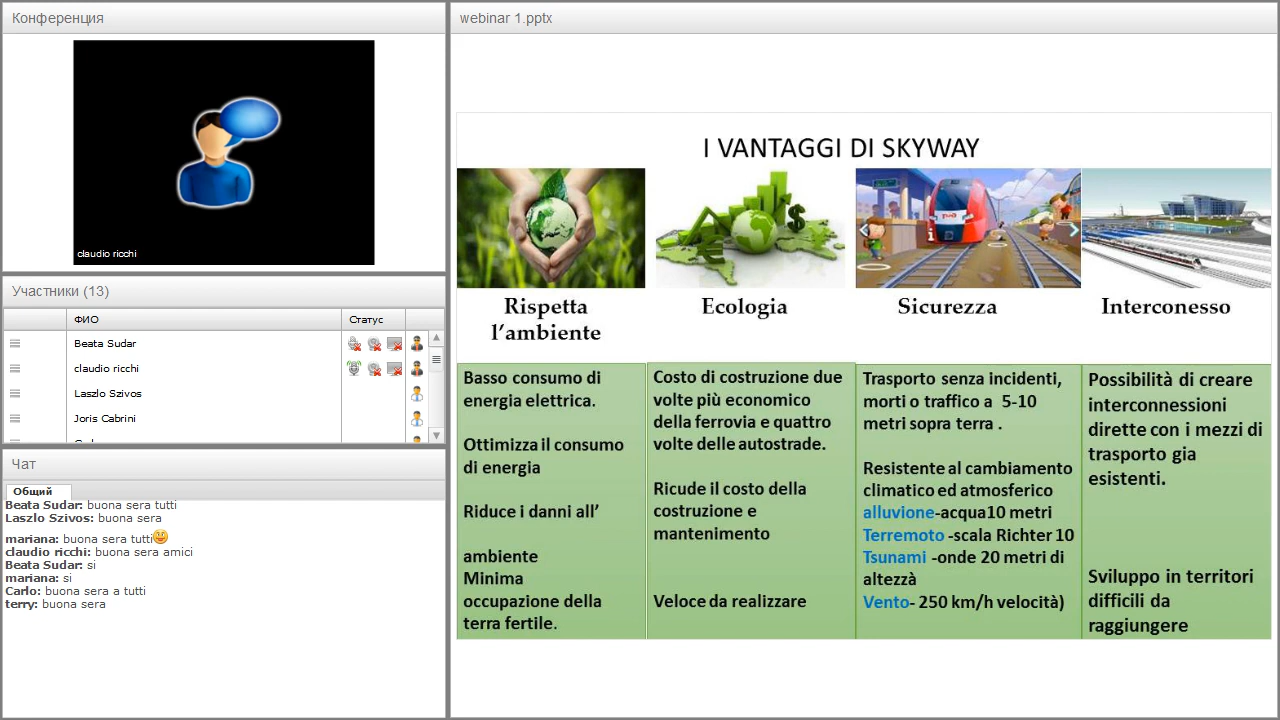 Конференция
claudio ricchi
Участники (13)
ФИО
Статус
Beata Sudar
claudio ricchi
Laszlo Szivos
Joris Cabrini
Чат
Общий
Beata Sudar: buona sera tutti
Laszlo Szivos: buona sera
mariana: buona sera tutti
claudio ricchi: buona sera amici
Beata Sudar: si
mariana: si
Carlo: buona sera a tutti
terry: buona sera
webinar 1.pptx
I VANTAGGI DI SKYWAY
Rispetta
l’ambiente
Basso consumo di
energia elettrica.
Ottimizza il consumo
di energia
Riduce i danni all’
ambiente
Minima
occupazione della
terra fertile.
Ecologia
Costo di costruzione due
volte più economico
della ferrovia e quattro
volte delle autostrade.
Ricude il costo della
costruzione e
mantenimento
Veloce da realizzare
Sicurezza
Trasporto senza incidenti,
morti o traffico a 5-10
metri sopra terra .
Resistente al cambiamento
climatico ed atmosferico
alluvione-acqua10 metri
Terremoto -scala Richter 10
Tsunami -onde 20 metri di
altezzà
Vento- 250 km/h velocità)
Interconesso
Possibilità di creare
interconnessioni
dirette con i mezzi di
trasporto gia
esistenti.
Sviluppo in territori
difficili da
raggiungere